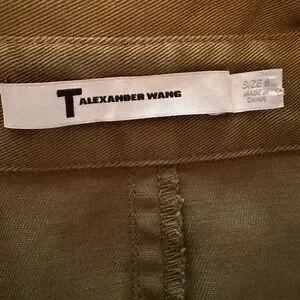 T ALEXANDER WANG
SIZE 8
MADE IN
CHINA